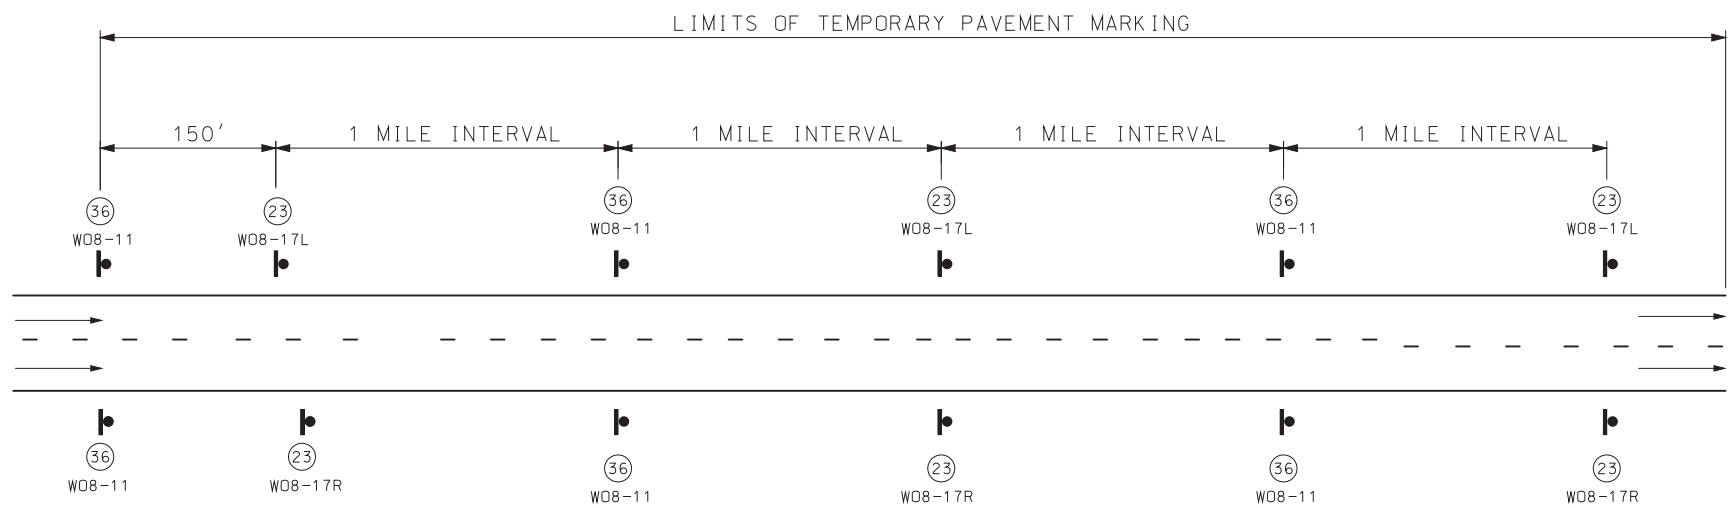 LIMITS OF TEMPORARY PAVEMENT MARKING
150' 1 MILE INTERVAL 1 MILE INTERVAL 1 MILE INTERVAL 1 MILE INTERVAL
36 23 36 23 36 23
W08-11 W08-17L W08-11 W08-17L W08-11 W08-17L
36 23 36 23 36 23
W08-11 W08-17R W08-11 W08-17R W08-11 W08-17R